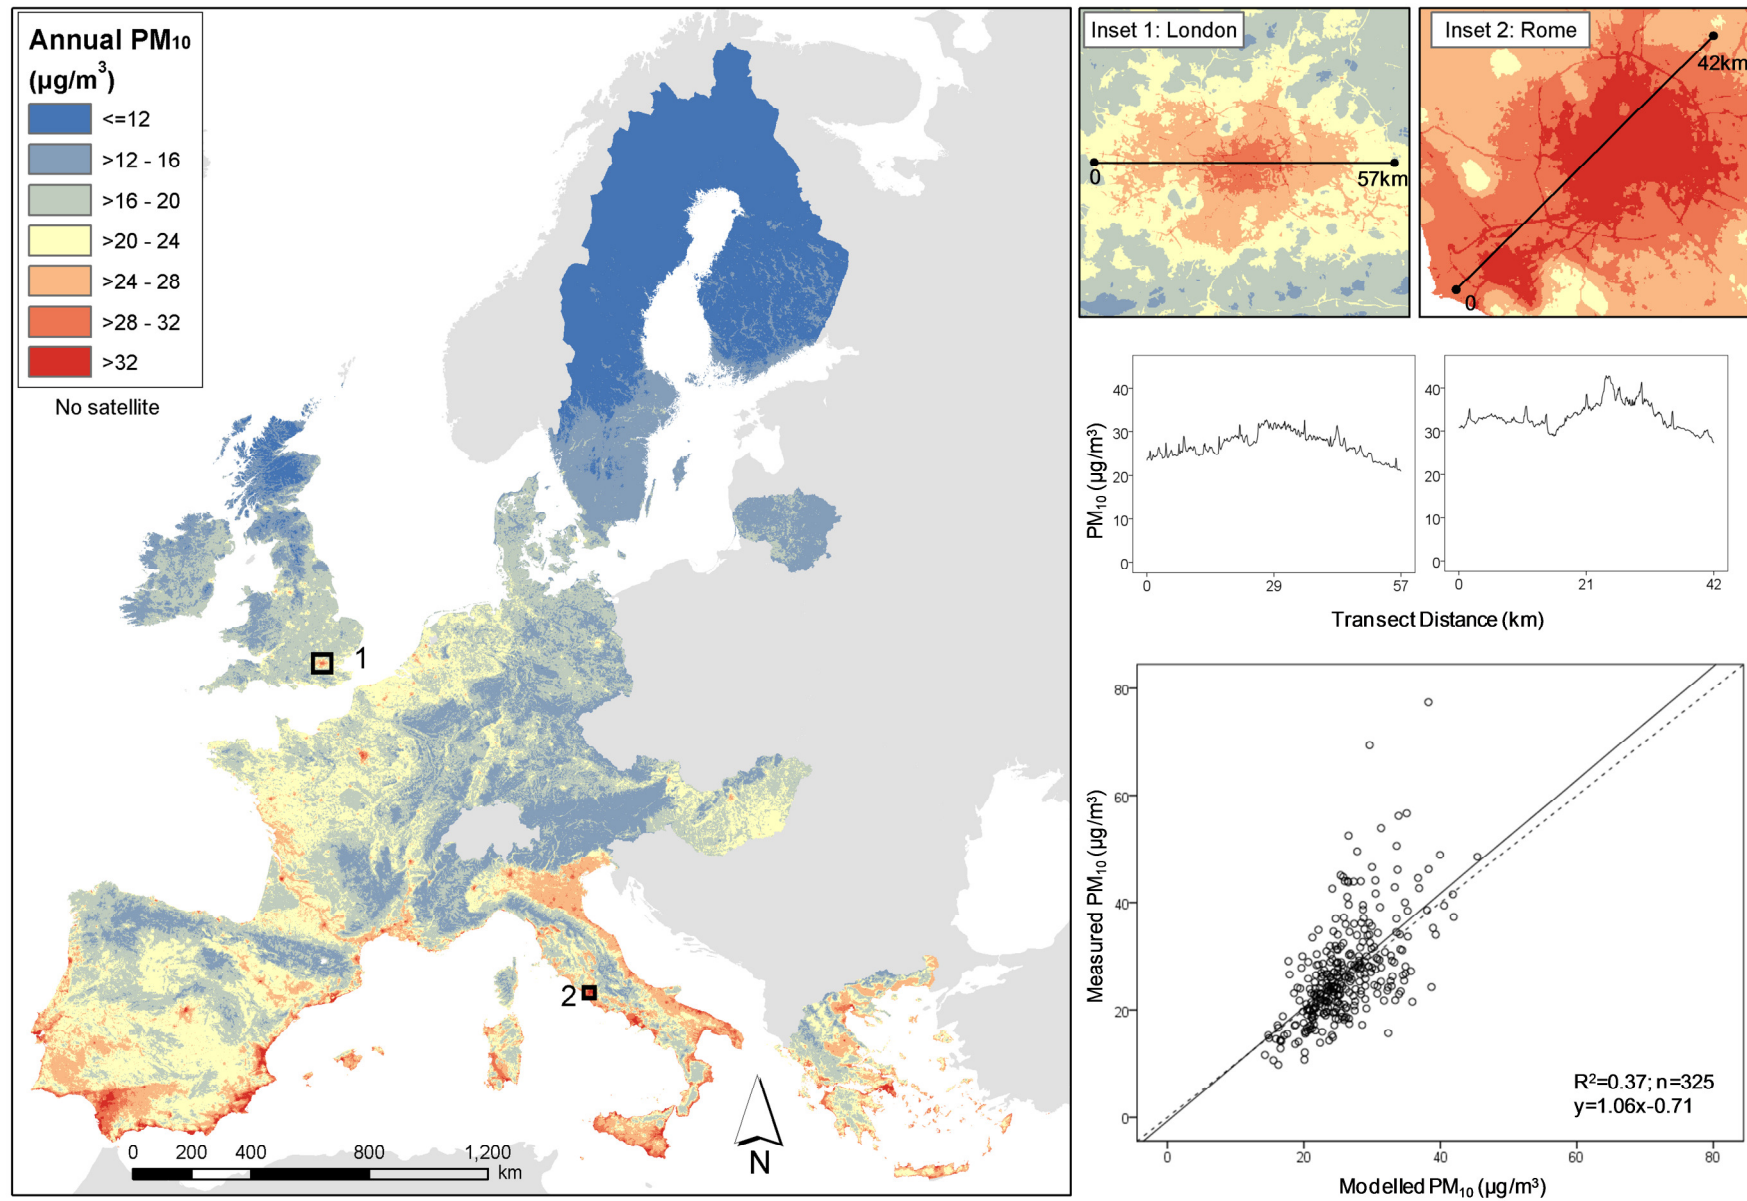 Annual PM10
(µg/m3)
<=12
>12 - 16
>16 - 20
>20 - 24
>24 - 28
>28 - 32
>32
No satellite
1
2
0 200 400 800 1,200
km
N
Inset 1: London
0
57km
Inset 2: Rome
42km
0
PM10 (µg/m3)
40
30
20
10
0
0 29 57
40
30
20
10
0
0 21 42
Transect Distance (km)
Measured PM10 (µg/m3)
80
60
40
20
0
R2=0.37; n=325
y=1.06x-0.71
0 20 40 60 80
Modelled PM10 (µg/m3)